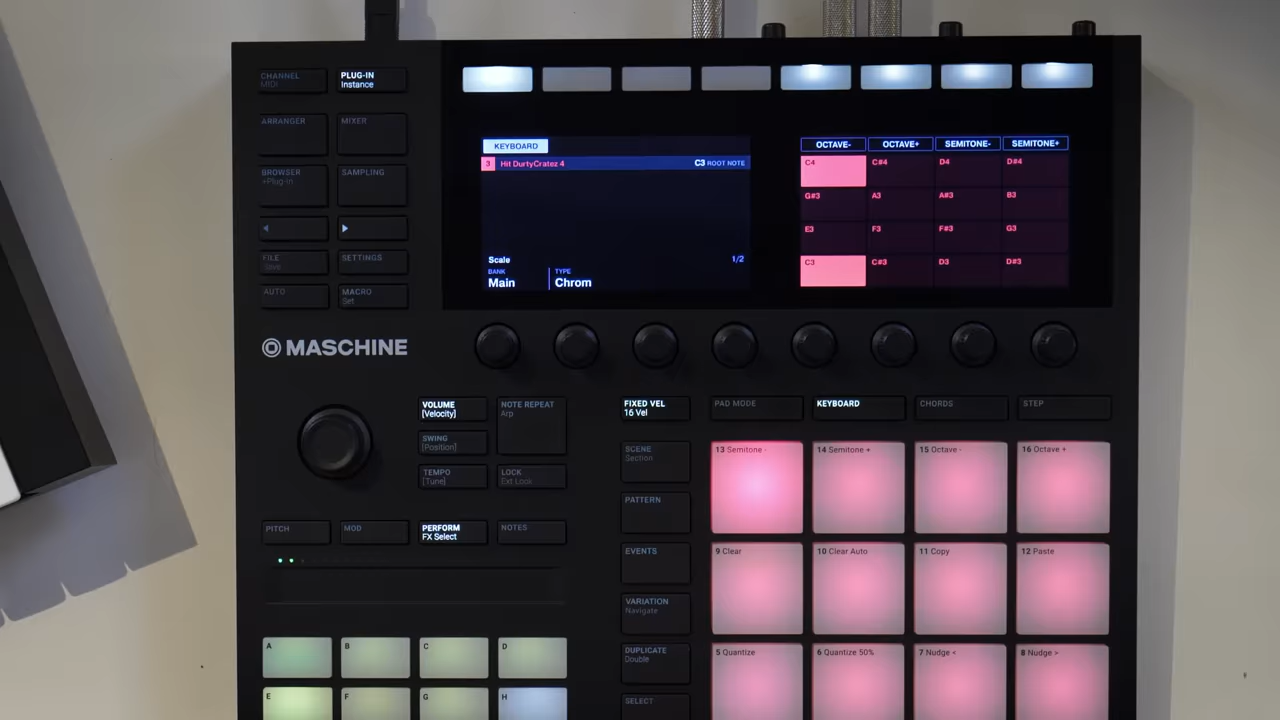 CHANNEL
MIDI
PLUG-IN
Instance
ARRANGER
MIXER
BROWSER
+Plug-in
SAMPLING
FILE
Save
SETTINGS
AUTO
MACRO
Set
MASCHINE
KEYBOARD
3 Hit DurtyCratez 4 C3 ROOT NOTE
Scale 1/2
BANK TYPE
Main Chrom
OCTAVE- OCTAVE+ SEMITONE- SEMITONE+
C4 C#4 D4 D#4
G#3 A3 A#3 B3
E3 F3 F#3 G3
C3 C#3 D3 D#3
VOLUME
[Velocity]
NOTE REPEAT
Arp
SWING
[Position]
TEMPO
[Tune]
LOCK
Ext Lock
FIXED VEL
16 Vel
PAD MODE
KEYBOARD
CHORDS
STEP
SCENE
Section
PATTERN
EVENTS
VARIATION
Navigate
DUPLICATE
Double
SELECT
PITCH
MOD
PERFORM
FX Select
NOTES
13 Semitone -
14 Semitone +
15 Octave -
16 Octave +
9 Clear
10 Clear Auto
11 Copy
12 Paste
5 Quantize
6 Quantize 50%
7 Nudge <
8 Nudge >
A
B
C
D
E
F
G
H